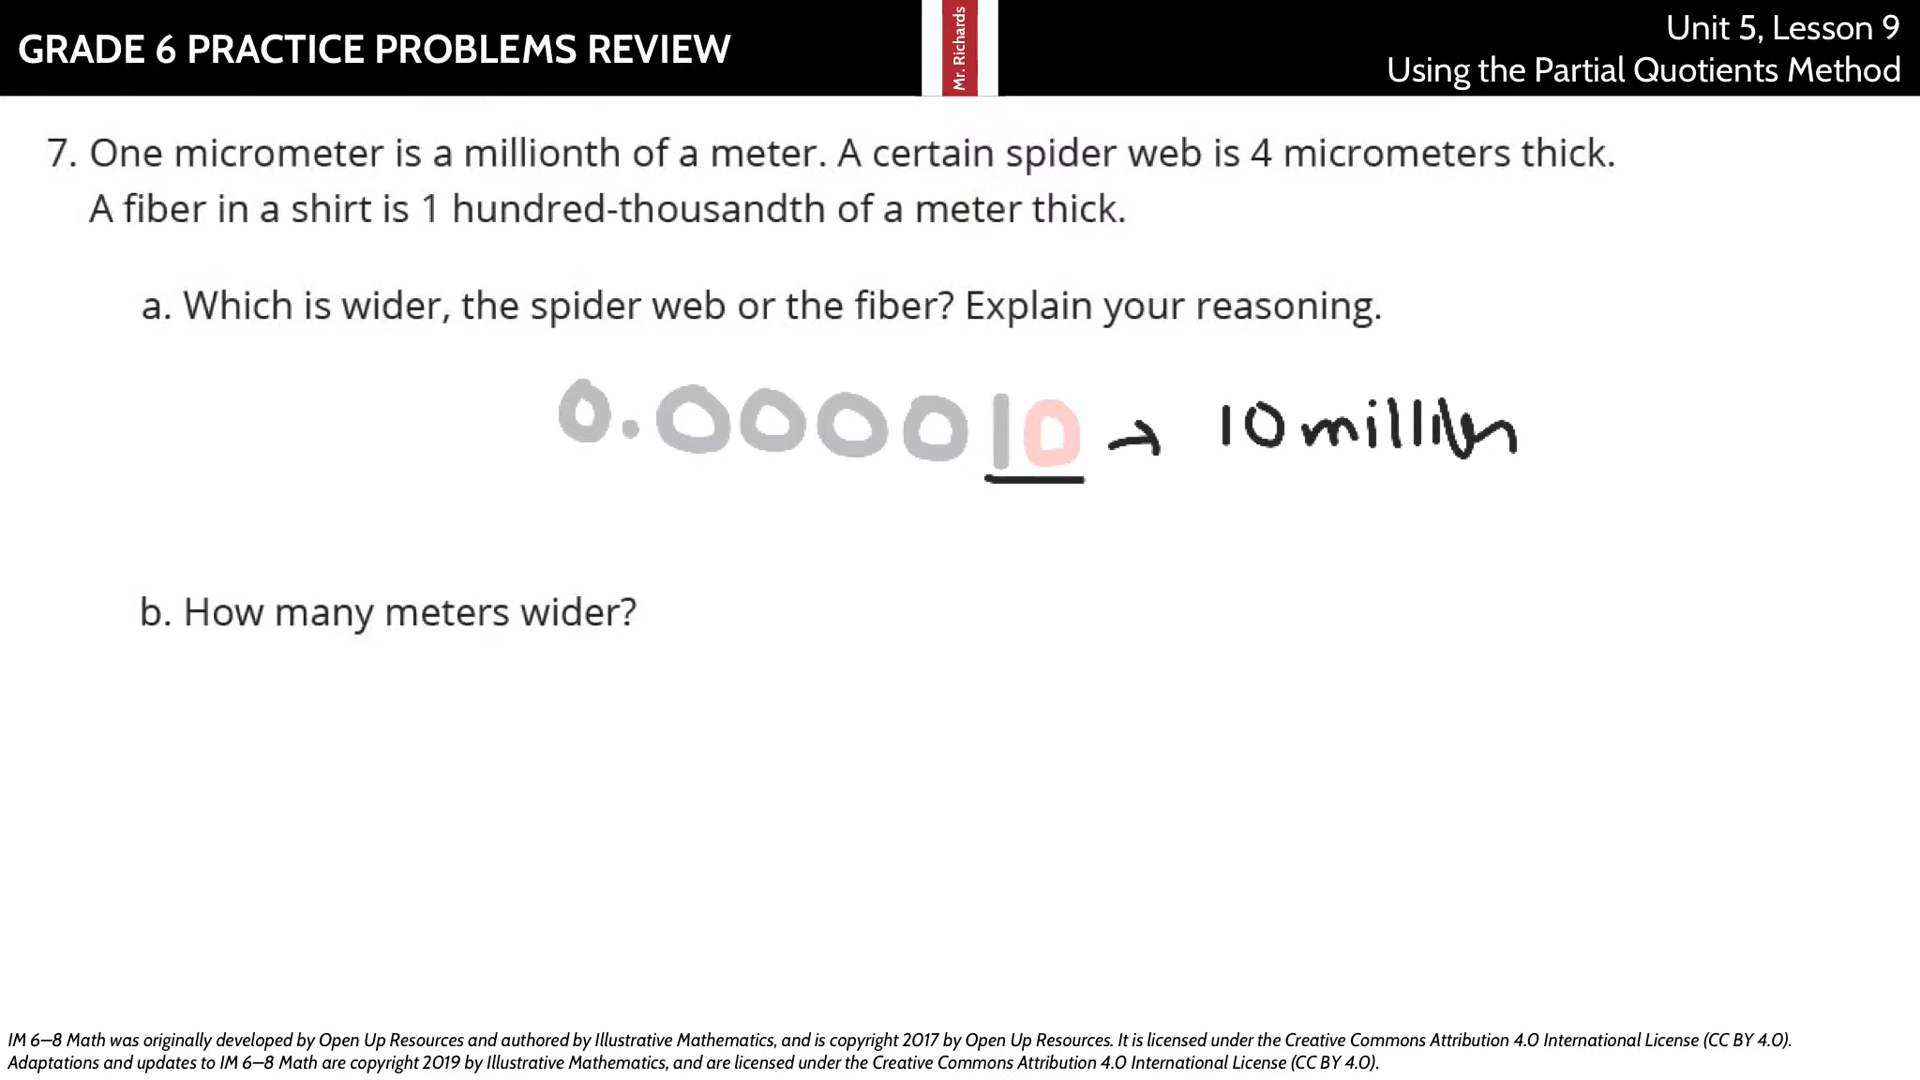 GRADE 6 PRACTICE PROBLEMS REVIEW
Mr. Richards
Unit 5, Lesson 9
Using the Partial Quotients Method
7. One micrometer is a millionth of a meter. A certain spider web is 4 micrometers thick.
A fiber in a shirt is 1 hundred-thousandth of a meter thick.
a. Which is wider, the spider web or the fiber? Explain your reasoning.
0.000010 → 10
b. How many meters wider?
IM 6–8 Math was originally developed by Open Up Resources and authored by Illustrative Mathematics, and is copyright 2017 by Open Up Resources. It is licensed under the Creative Commons Attribution 4.0 International License (CC BY 4.0).
Adaptations and updates to IM 6–8 Math are copyright 2019 by Illustrative Mathematics, and are licensed under the Creative Commons Attribution 4.0 International License (CC BY 4.0).